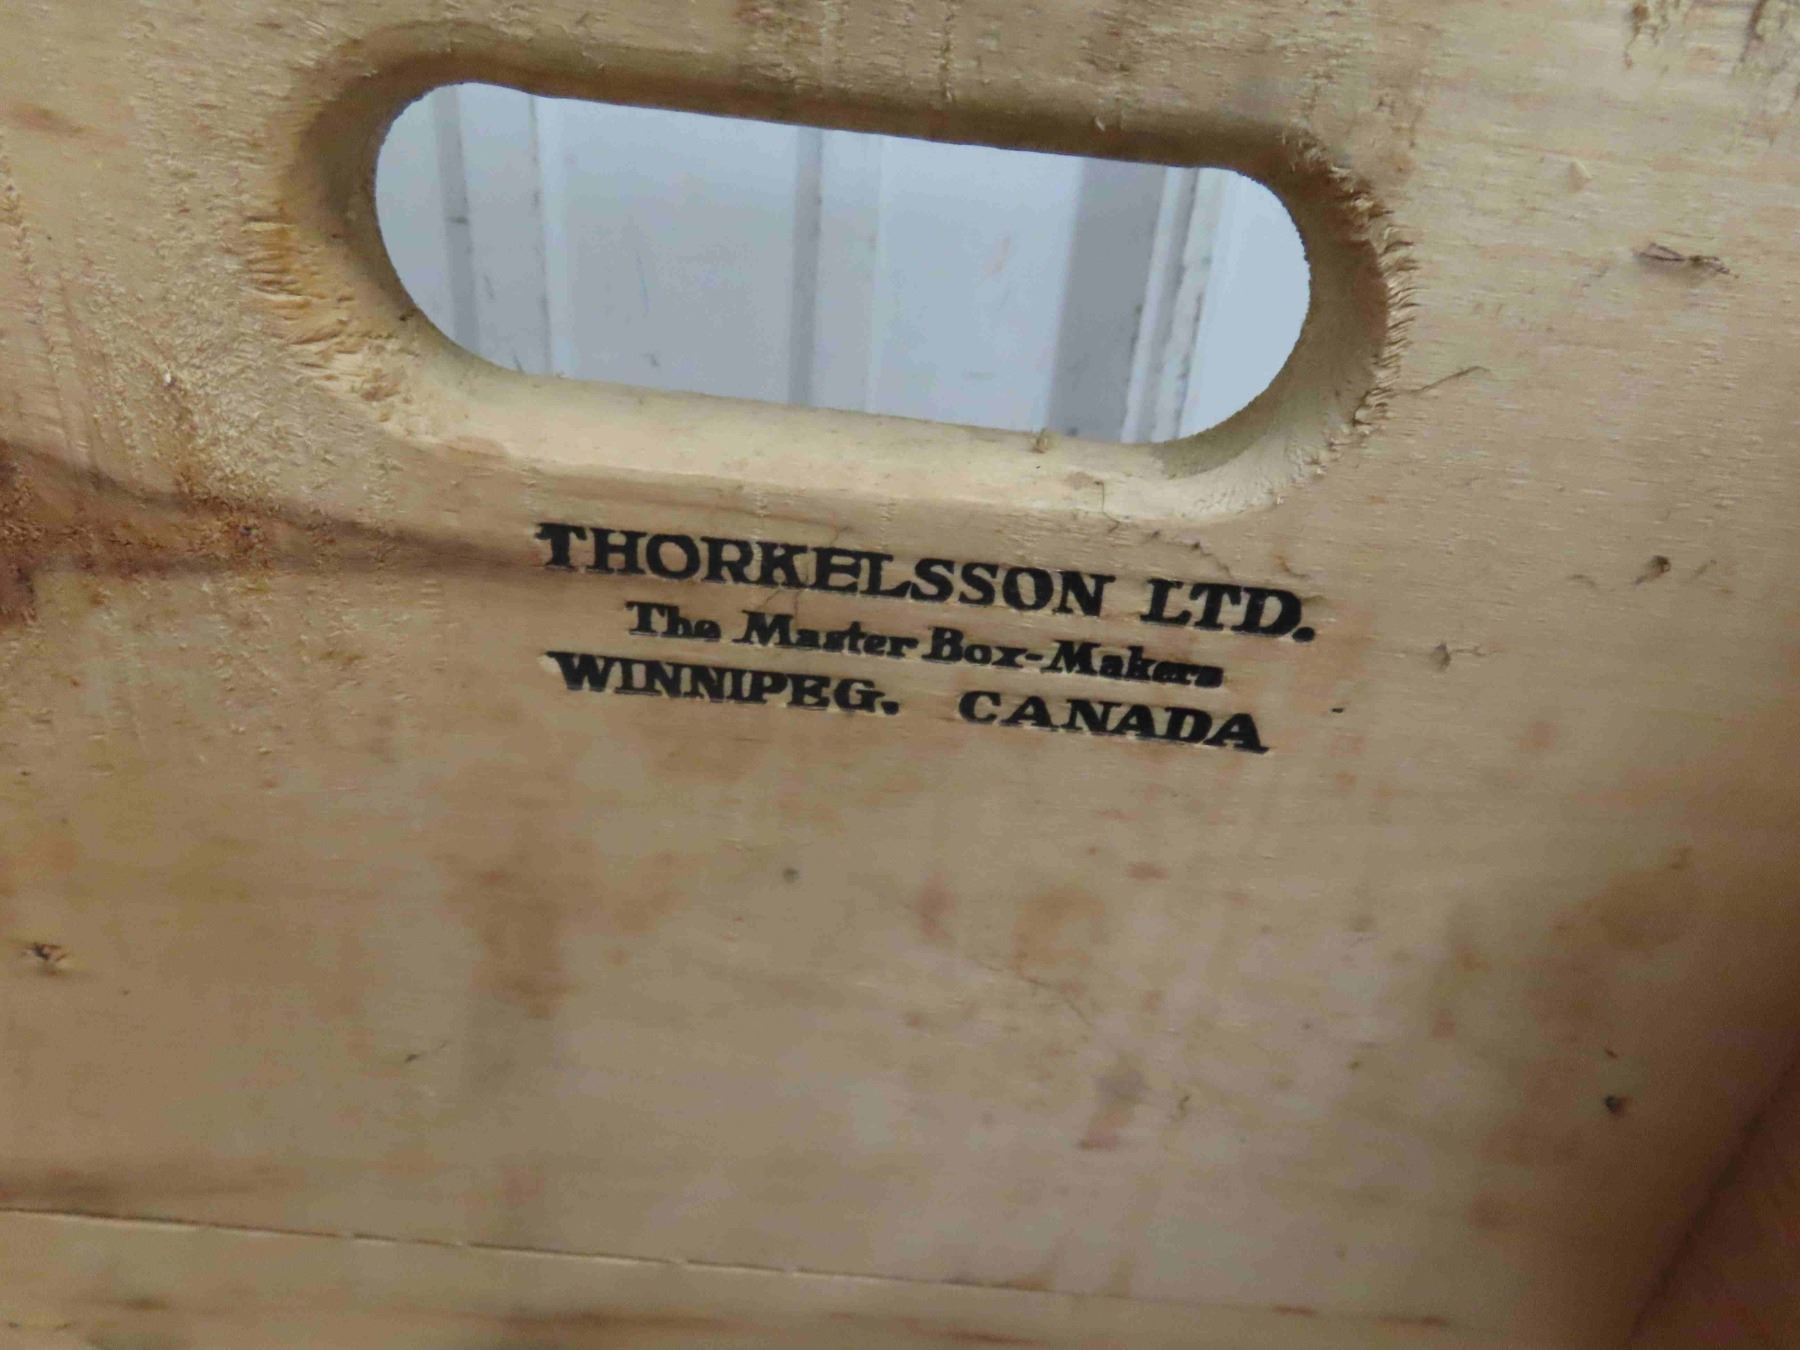 THORKELSSON LTD.
The Master Box-Makers
WINNIPEG. CANADA